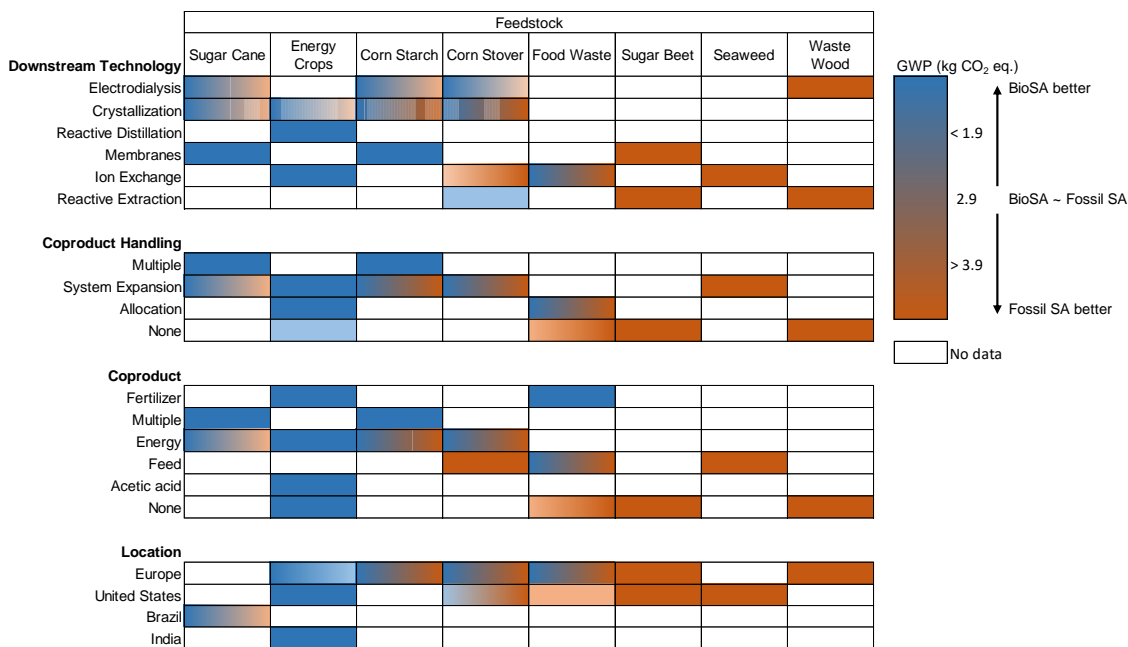 Feedstock
Sugar Cane
Energy
Crops
Corn Starch
Corn Stover
Food Waste
Sugar Beet
Seaweed
Waste
Wood
Downstream Technology
Electrodialysis
Crystallization
Reactive Distillation
Membranes
Ion Exchange
Reactive Extraction
Coproduct Handling
Multiple
System Expansion
Allocation
None
Coproduct
Fertilizer
Multiple
Energy
Feed
Acetic acid
None
Location
Europe
United States
Brazil
India
GWP (kg CO₂ eq.)
BioSA better
< 1.9
2.9
BioSA ~ Fossil SA
> 3.9
Fossil SA better
No data